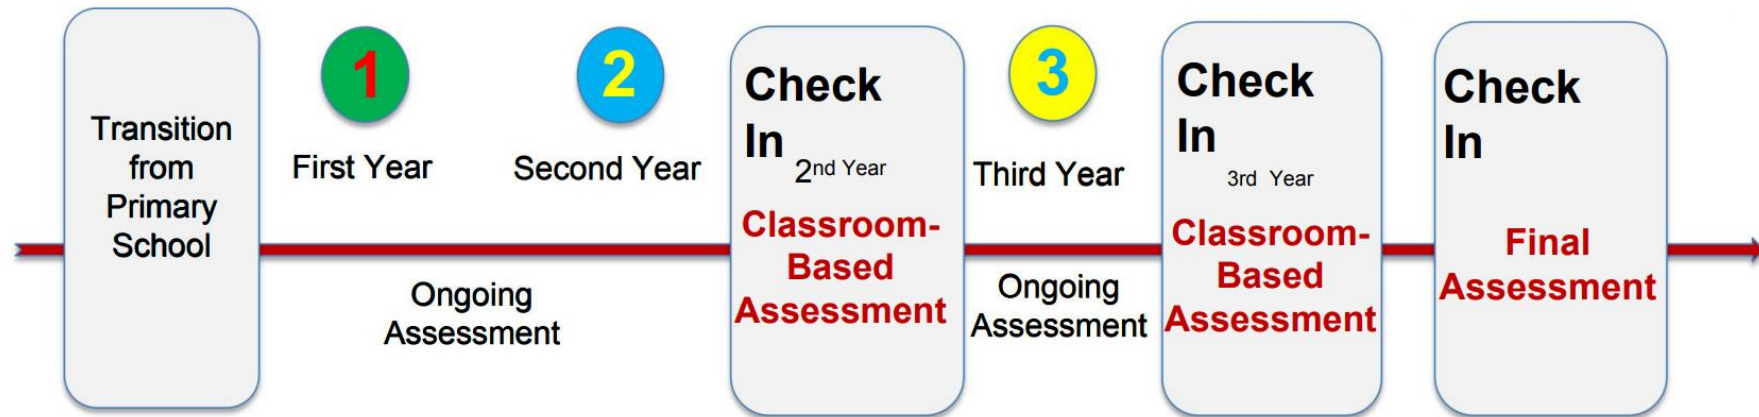 Transition
from
Primary
School
1
First Year
2
Second Year
Ongoing
Assessment
Check
In
2nd Year
Classroom-
Based
Assessment
3
Third Year
Ongoing
Assessment
Check
In
3rd Year
Classroom-
Based
Assessment
Check
In
Final
Assessment